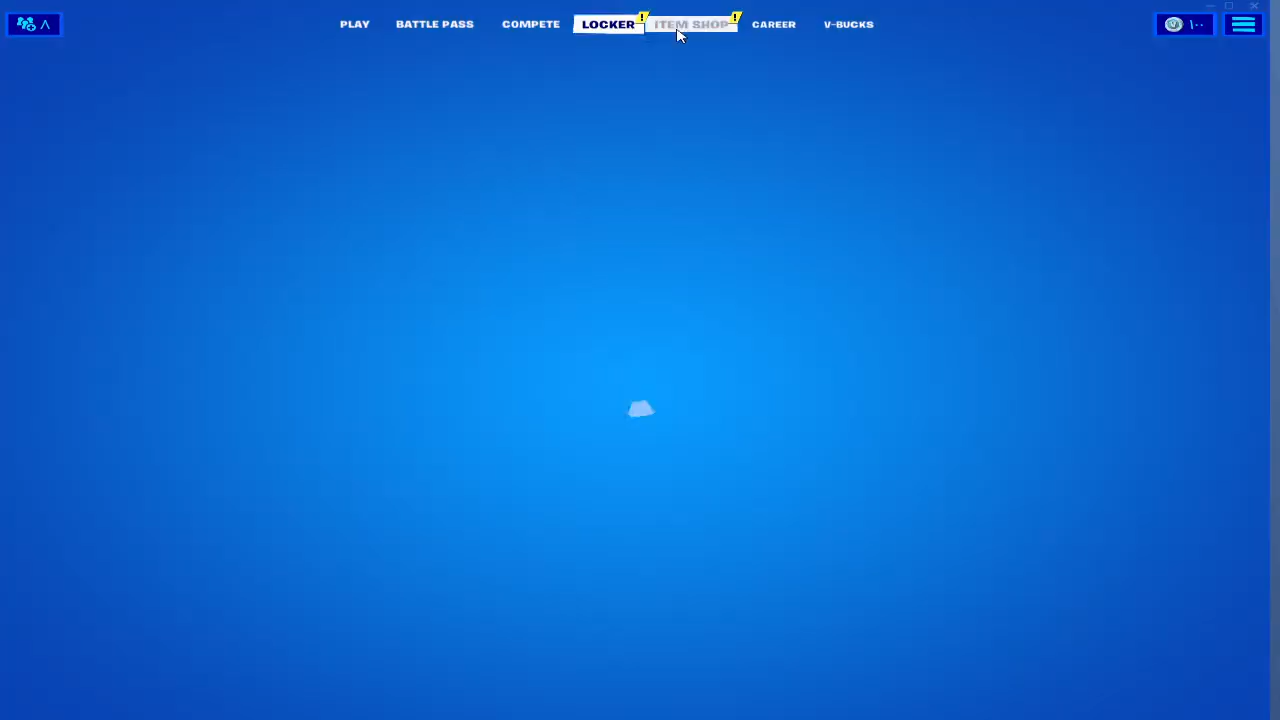 ٨
PLAY
BATTLE PASS
COMPETE
LOCKER
!
ITEM SHOP
!
CAREER
V-BUCKS
١٠٠